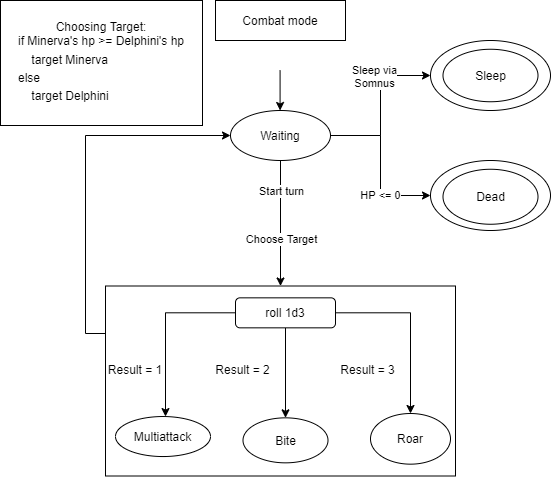 Choosing Target:
if Minerva's hp >= Delphini's hp
target Minerva
else
target Delphini
Combat mode
Sleep via
Somnus
Sleep
Waiting
Start turn
HP <= 0
Dead
Choose Target
roll 1d3
Result = 1
Result = 2
Result = 3
Multiattack
Bite
Roar